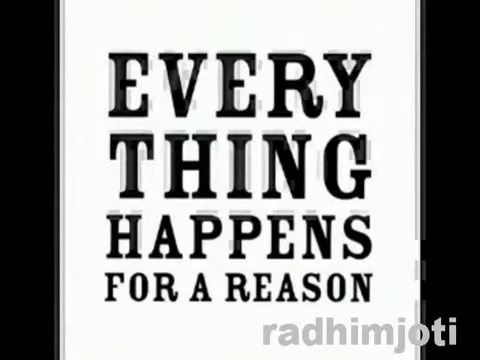 EVERY
THING
HAPPENS
FOR A REASON
radhimjoti